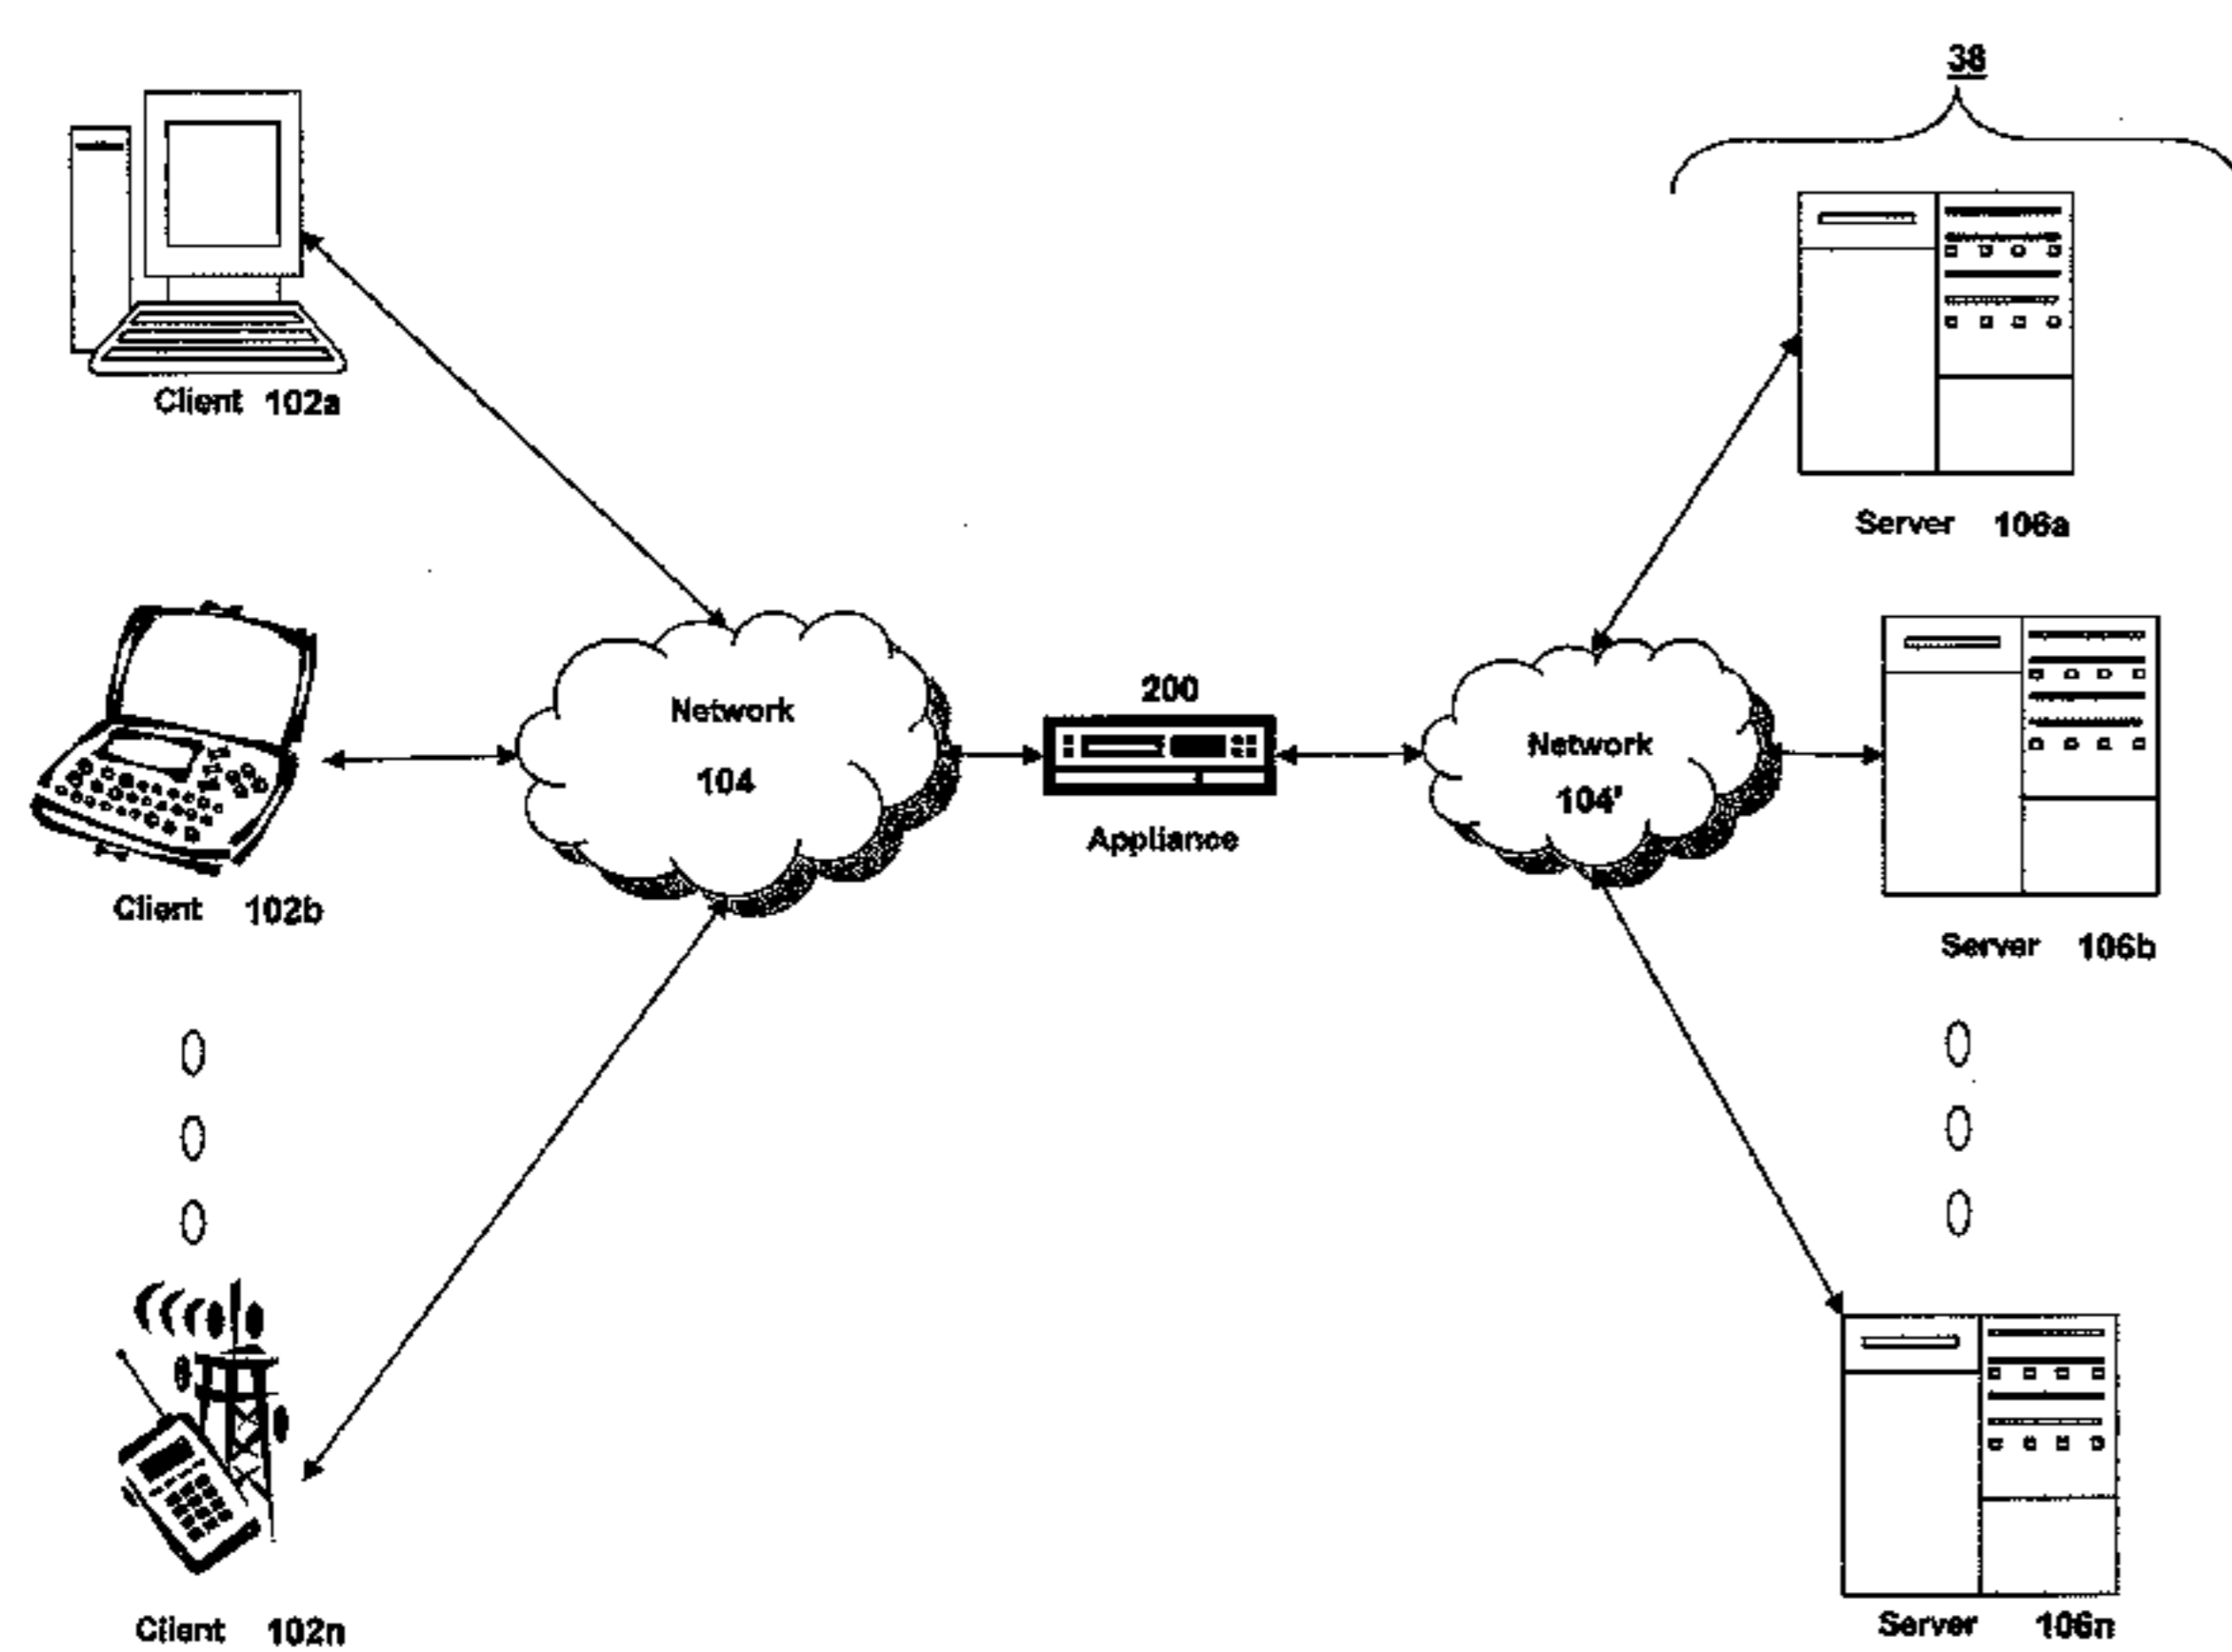 38
Client 102a
Server 106a
200
Network
104
Network
104'
Appliance
Client 102b
Server 106b
Client 102n
Server 106n